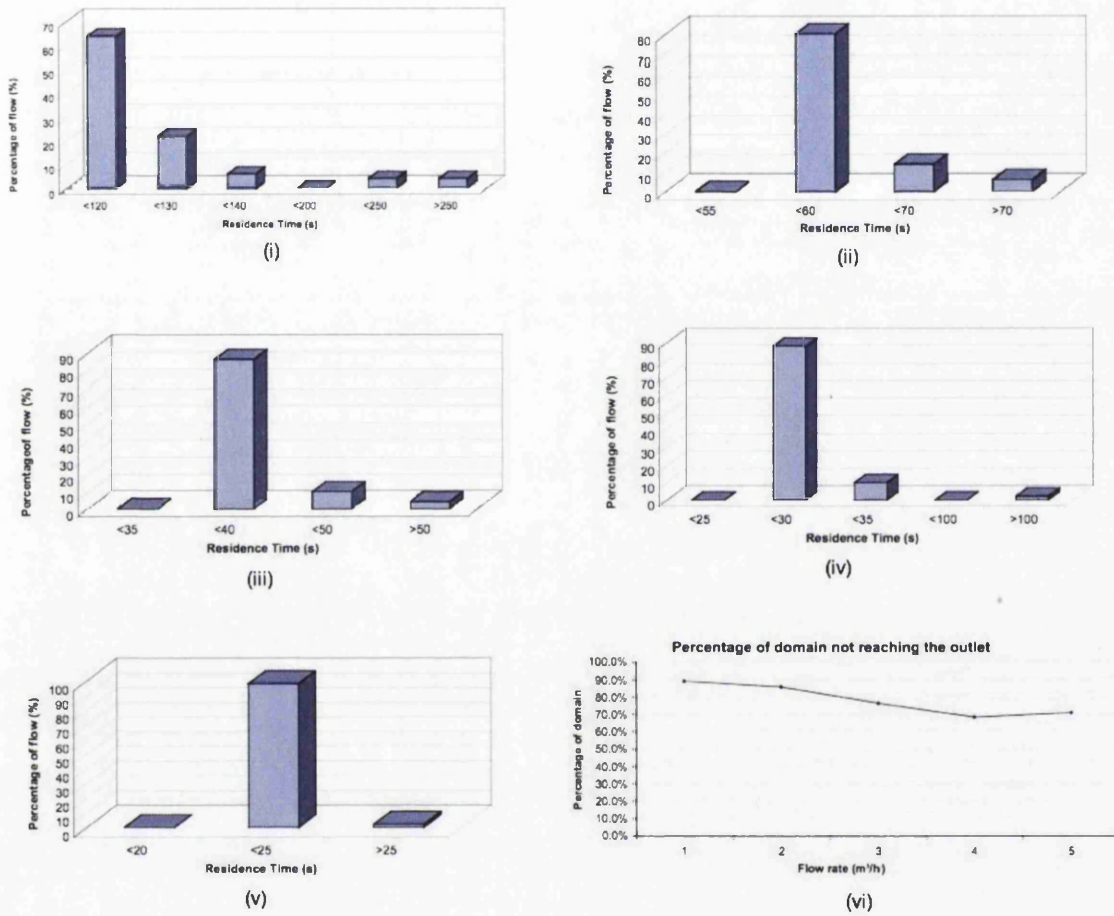 Percentage of flow (%)
70
60
50
40
30
20
10
0
<120 <130 <140 <200 <250 >250
Residence Time (s)
(i)
Percentage of flow (%)
80
70
60
50
40
30
20
10
0
<55 <60 <70 >70
Residence Time (s)
(ii)
Percentageof flow (%)
90
80
70
60
50
40
30
20
10
0
<35 <40 <50 >50
Residence Time (s)
(iii)
Percentage of flow (%)
90
80
70
60
50
40
30
20
10
0
<25 <30 <35 <100 >100
Residence Time (s)
(iv)
Percentage of flow (%)
100
90
80
70
60
50
40
30
20
10
0
<20 <25 >25
Residence Time (s)
(v)
Percentage of domain not reaching the outlet
Percentage of domain
100.0%
90.0%
80.0%
70.0%
60.0%
50.0%
40.0%
30.0%
20.0%
10.0%
0.0%
1 2 3 4 5
Flow rate (m³/h)
(vi)